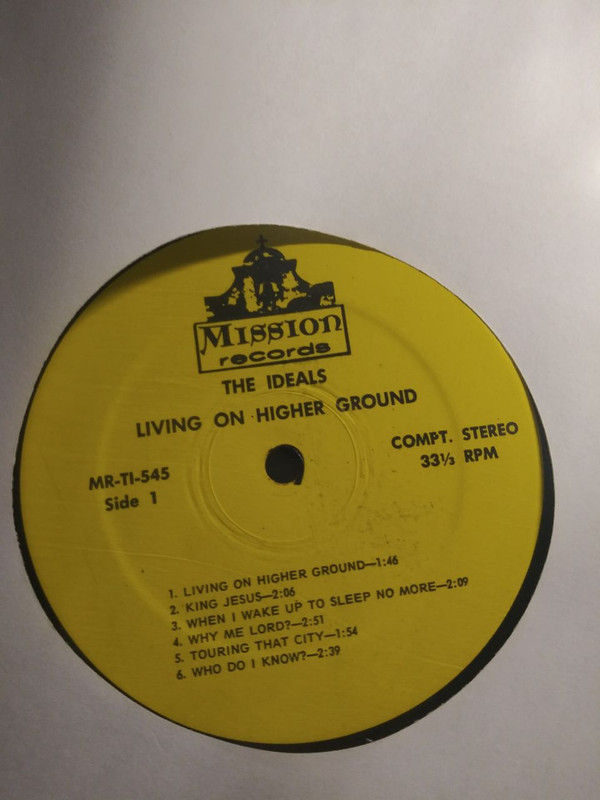 Mission
records
THE IDEALS
LIVING ON HIGHER GROUND
COMPT. STEREO
33⅓ RPM
MR-TI-545
Side 1
1. LIVING ON HIGHER GROUND—1:46
2. KING JESUS—2:06
3. WHEN I WAKE UP TO SLEEP NO MORE—2:09
4. WHY ME LORD?—2:51
5. TOURING THAT CITY—1:54
6. WHO DO I KNOW?—2:39